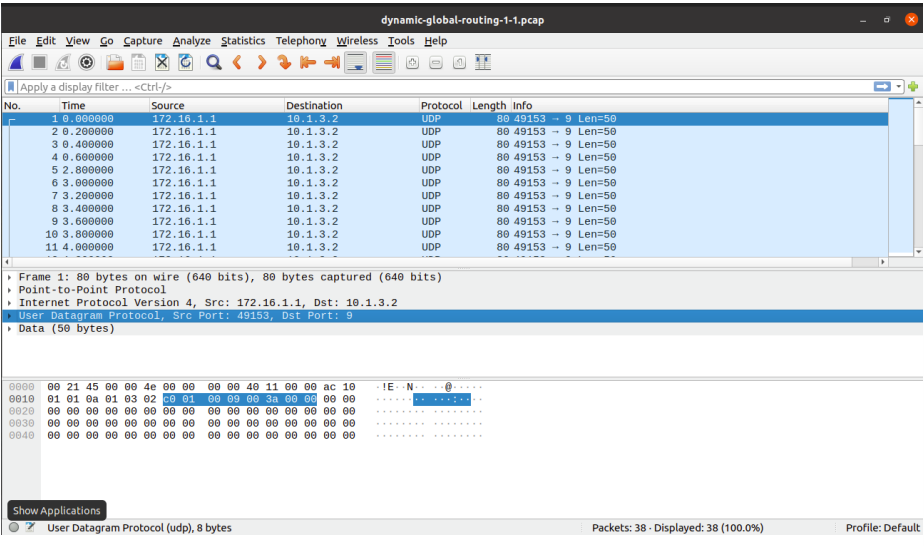 dynamic-global-routing-1-1.pcap
File Edit View Go Capture Analyze Statistics Telephony Wireless Tools Help
Apply a display filter ... <Ctrl-/>
No. Time Source Destination Protocol Length Info
1 0.000000 172.16.1.1 10.1.3.2 UDP 80 49153 → 9 Len=50
2 0.200000 172.16.1.1 10.1.3.2 UDP 80 49153 → 9 Len=50
3 0.400000 172.16.1.1 10.1.3.2 UDP 80 49153 → 9 Len=50
4 0.600000 172.16.1.1 10.1.3.2 UDP 80 49153 → 9 Len=50
5 2.800000 172.16.1.1 10.1.3.2 UDP 80 49153 → 9 Len=50
6 3.000000 172.16.1.1 10.1.3.2 UDP 80 49153 → 9 Len=50
7 3.200000 172.16.1.1 10.1.3.2 UDP 80 49153 → 9 Len=50
8 3.400000 172.16.1.1 10.1.3.2 UDP 80 49153 → 9 Len=50
9 3.600000 172.16.1.1 10.1.3.2 UDP 80 49153 → 9 Len=50
10 3.800000 172.16.1.1 10.1.3.2 UDP 80 49153 → 9 Len=50
11 4.000000 172.16.1.1 10.1.3.2 UDP 80 49153 → 9 Len=50
Frame 1: 80 bytes on wire (640 bits), 80 bytes captured (640 bits)
Point-to-Point Protocol
Internet Protocol Version 4, Src: 172.16.1.1, Dst: 10.1.3.2
User Datagram Protocol, Src Port: 49153, Dst Port: 9
Data (50 bytes)
0000 00 21 45 00 00 4e 00 00 00 00 40 11 00 00 ac 10 ·!E··N·· ··@·····
0010 01 01 0a 01 03 02 c0 01 00 09 00 3a 00 00 00 00 ········ ···:····
0020 00 00 00 00 00 00 00 00 00 00 00 00 00 00 00 00 ········ ········
0030 00 00 00 00 00 00 00 00 00 00 00 00 00 00 00 00 ········ ········
0040 00 00 00 00 00 00 00 00 00 00 00 00 00 00 00 00 ········ ········
Show Applications
User Datagram Protocol (udp), 8 bytes Packets: 38 · Displayed: 38 (100.0%) Profile: Default